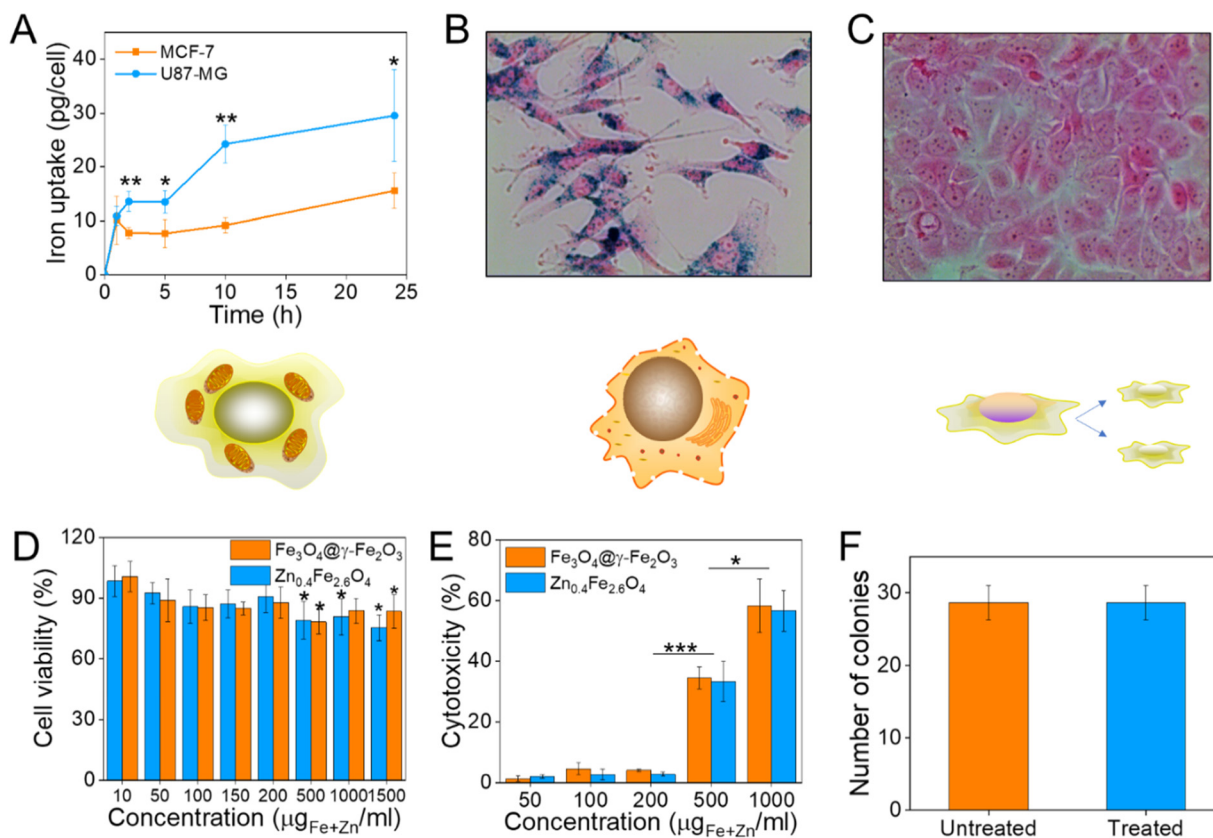 A
MCF-7
U87-MG
40
30
20
10
0
Iron uptake (pg/cell)
*
**
*
**
0
5
10
15
20
25
Time (h)
B
C
D
120
90
60
30
0
Cell viability (%)
Fe₃O₄@γ-Fe₂O₃
Zn₀.₄Fe₂.₆O₄
* * * * *
10 50 100 150 200 500 1000 1500
Concentration (μgFe+Zn/ml)
E
80
60
40
20
0
Cytotoxicity (%)
Fe₃O₄@γ-Fe₂O₃
Zn₀.₄Fe₂.₆O₄
***
*
50 100 200 500 1000
Concentration (μgFe+Zn/ml)
F
30
20
10
0
Number of colonies
Untreated Treated